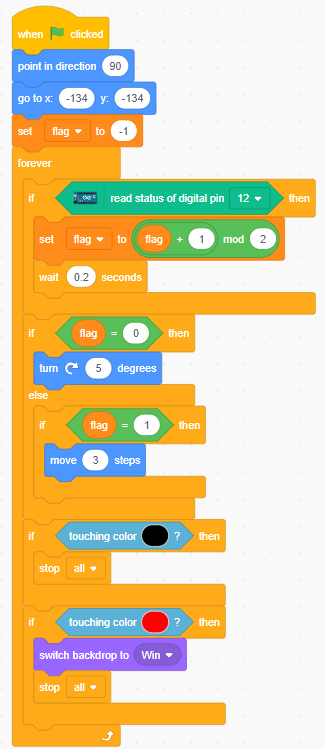 when clicked
point in direction 90
go to x: -134 y: -134
set flag to -1
forever
if read status of digital pin 12 then
set flag to flag + 1 mod 2
wait 0.2 seconds
if flag = 0 then
turn 5 degrees
else
if flag = 1 then
move 3 steps
if touching color ? then
stop all
if touching color ? then
switch backdrop to Win
stop all